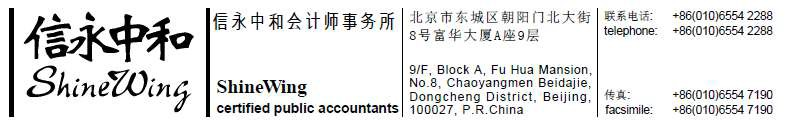 信永中和
ShineWing
信永中和会计师事务所
ShineWing
certified public accountants
北京市东城区朝阳门北大街
8号富华大厦A座9层
9/F, Block A, Fu Hua Mansion,
No.8, Chaoyangmen Beidajie,
Dongcheng District, Beijing,
100027, P.R.China
联系电话: +86(010)6554 2288
telephone: +86(010)6554 2288
传真: +86(010)6554 7190
facsimile: +86(010)6554 7190